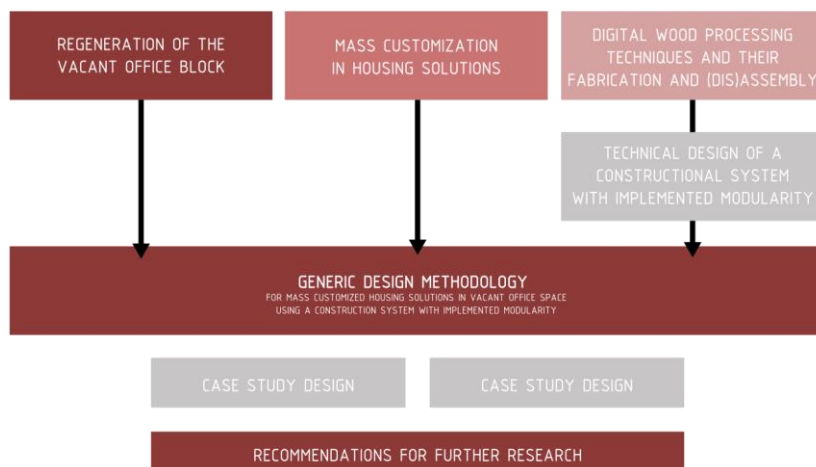 REGENERATION OF THE
VACANT OFFICE BLOCK
MASS CUSTOMIZATION
IN HOUSING SOLUTIONS
DIGITAL WOOD PROCESSING
TECHNIQUES AND THEIR
FABRICATION AND (DIS)ASSEMBLY
TECHNICAL DESIGN OF A
CONSTRUCTIONAL SYSTEM
WITH IMPLEMENTED MODULARITY
GENERIC DESIGN METHODOLOGY
FOR MASS CUSTOMIZED HOUSING SOLUTIONS IN VACANT OFFICE SPACE
USING A CONSTRUCTION SYSTEM WITH IMPLEMENTED MODULARITY
CASE STUDY DESIGN
CASE STUDY DESIGN
RECOMMENDATIONS FOR FURTHER RESEARCH